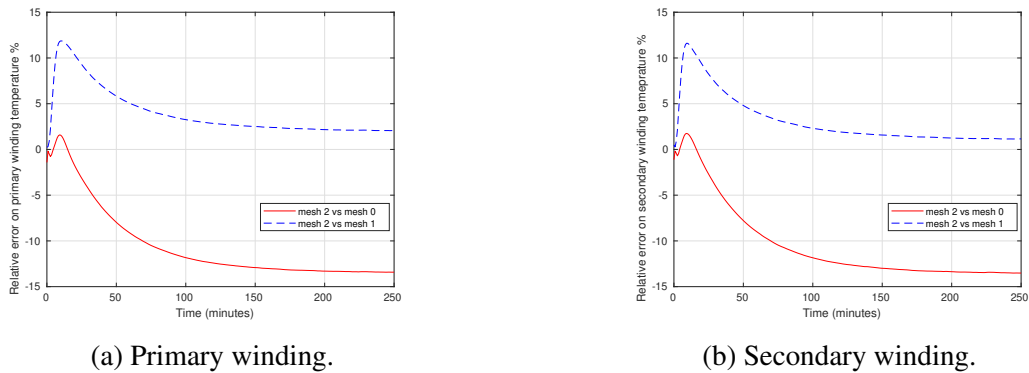 Relative error on primary winding temperature %
15
10
5
0
-5
-10
-15
0
50
100
150
200
250
Time (minutes)
mesh 2 vs mesh 0
mesh 2 vs mesh 1
(a) Primary winding.
Relative error on secondary winding temeprature %
15
10
5
0
-5
-10
-15
0
50
100
150
200
250
Time (minutes)
mesh 2 vs mesh 0
mesh 2 vs mesh 1
(b) Secondary winding.